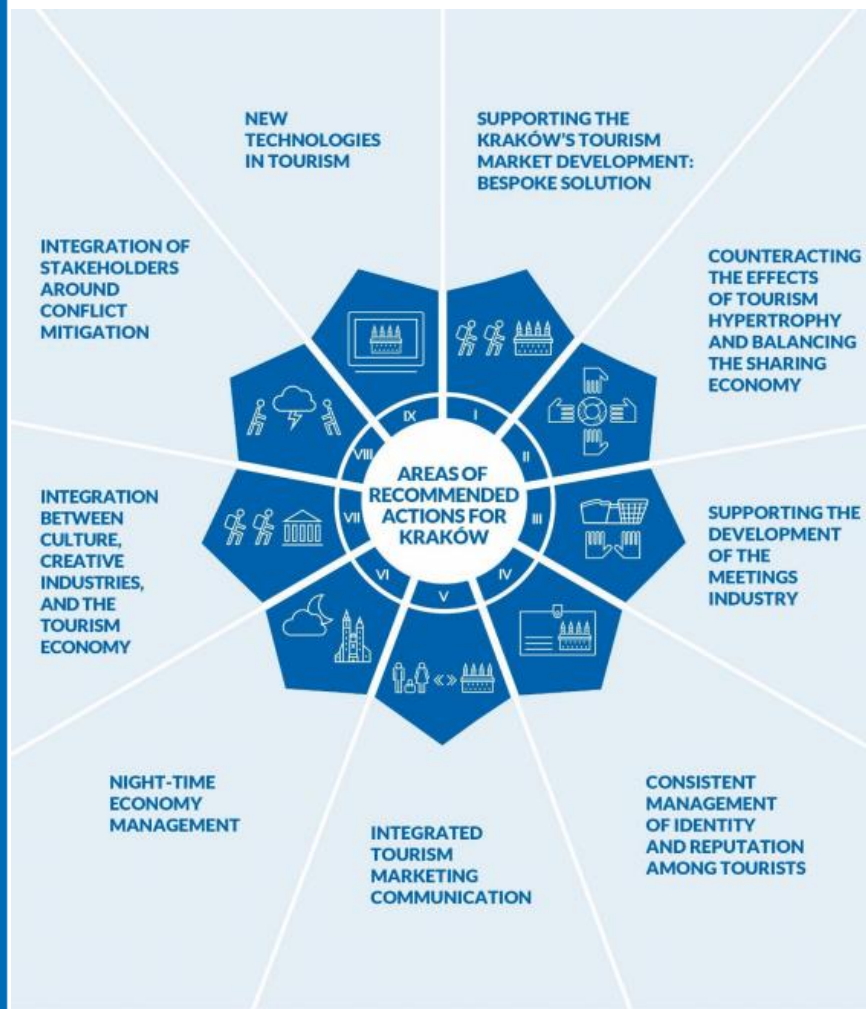 NEW
TECHNOLOGIES
IN TOURISM
SUPPORTING THE
KRAKÓW'S TOURISM
MARKET DEVELOPMENT:
BESPOKE SOLUTION
INTEGRATION OF
STAKEHOLDERS
AROUND
CONFLICT
MITIGATION
COUNTERACTING
THE EFFECTS
OF TOURISM
HYPERTROPHY
AND BALANCING
THE SHARING
ECONOMY
IX
I
VIII
II
AREAS OF
RECOMMENDED
ACTIONS FOR
KRAKÓW
VII
III
VI
IV
V
INTEGRATION
BETWEEN
CULTURE,
CREATIVE
INDUSTRIES,
AND THE
TOURISM
ECONOMY
SUPPORTING THE
DEVELOPMENT
OF THE
MEETINGS
INDUSTRY
NIGHT-TIME
ECONOMY
MANAGEMENT
INTEGRATED
TOURISM
MARKETING
COMMUNICATION
CONSISTENT
MANAGEMENT
OF IDENTITY
AND REPUTATION
AMONG TOURISTS